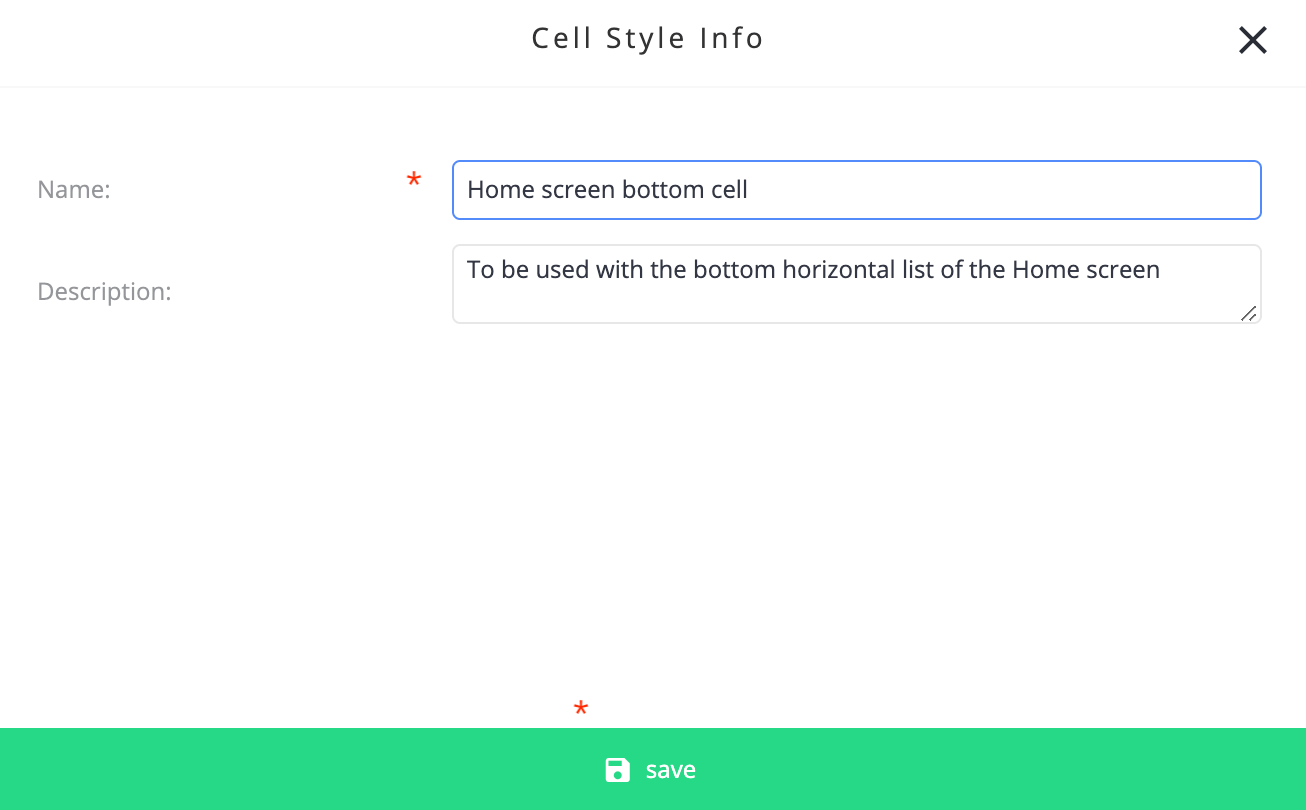 Cell Style Info
Name: * Home screen bottom cell
Description: To be used with the bottom horizontal list of the Home screen
*
save